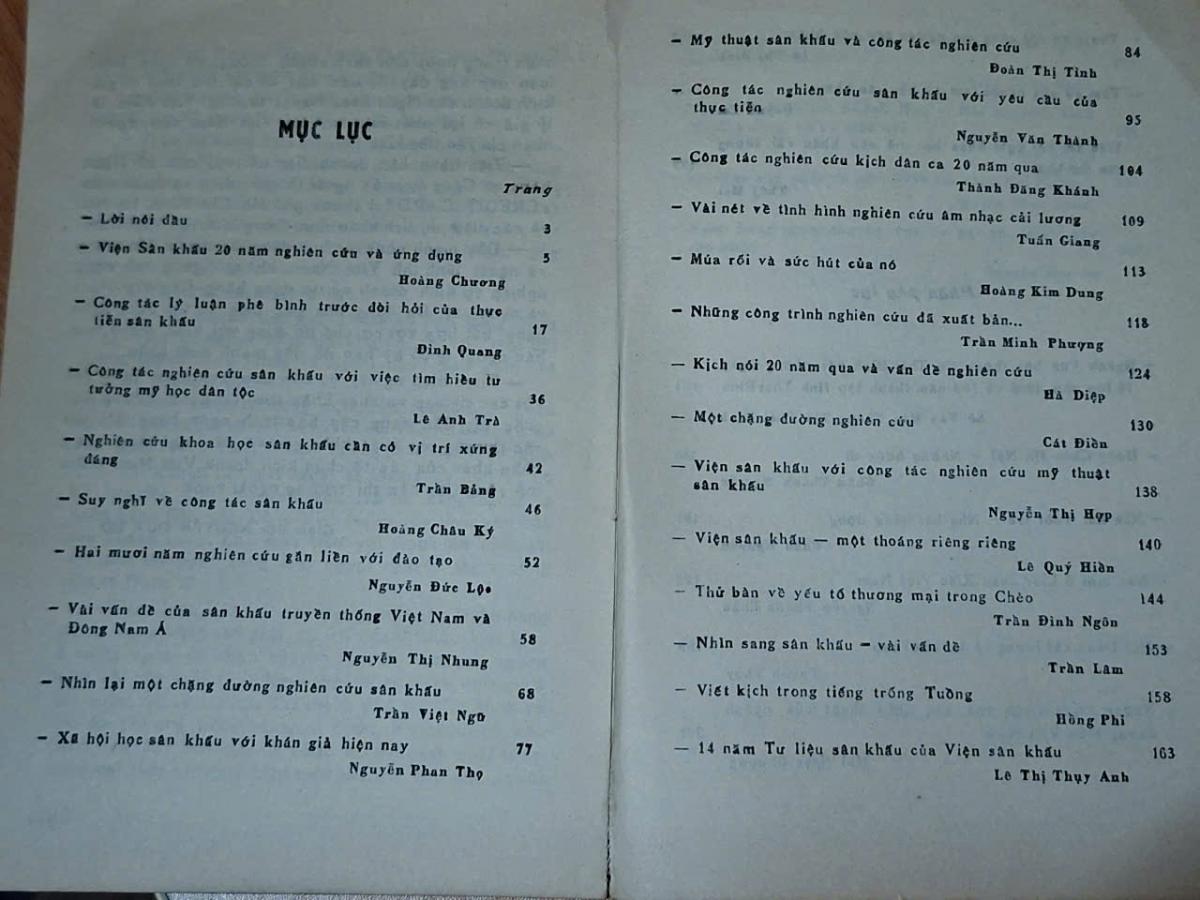 MỤC LỤC
Trang
— Lời nói đầu 3
— Viện Sân khấu 20 năm nghiên cứu và ứng dụng 5
Hoàng Chương
— Công tác lý luận phê bình trước đòi hỏi của thực
tiễn sân khấu 17
Đình Quang
— Công tác nghiên cứu sân khấu với việc tìm hiểu tư
tưởng mỹ học dân tộc 36
Lê Anh Trà
— Nghiên cứu khoa học sân khấu cần có vị trí xứng
đáng 42
Trần Bảng
— Suy nghĩ về công tác sân khấu 46
Hoàng Châu Ký
— Hai mươi năm nghiên cứu gắn liền với đào tạo 52
Nguyễn Đức Lộc
— Vài vấn đề của sân khấu truyền thống Việt Nam và
Đông Nam Á 58
Nguyễn Thị Nhung
— Nhìn lại một chặng đường nghiên cứu sân khấu 68
Trần Việt Ngữ
— Xã hội học sân khấu với khán giả hiện nay 77
Nguyễn Phan Thọ
— Mỹ thuật sân khấu và công tác nghiên cứu 84
Đoàn Thị Tình
— Công tác nghiên cứu sân khấu với yêu cầu của
thực tiễn 95
Nguyễn Văn Thành
— Công tác nghiên cứu kịch dân ca 20 năm qua 104
Thành Đăng Khánh
— Vài nét về tình hình nghiên cứu âm nhạc cải lương 109
Tuấn Giang
— Múa rối và sức hút của nó 113
Hoàng Kim Dung
— Những công trình nghiên cứu đã xuất bản... 118
Trần Minh Phượng
— Kịch nói 20 năm qua và vấn đề nghiên cứu 124
Hà Diệp
— Một chặng đường nghiên cứu 130
Cát Điền
— Viện sân khấu với công tác nghiên cứu mỹ thuật
sân khấu 138
Nguyễn Thị Hợp
— Viện sân khấu — một thoáng riêng riêng 140
Lê Quý Hiền
— Thử bàn về yếu tố thương mại trong Chèo 144
Trần Đình Ngôn
— Nhìn sang sân khấu — vài vấn đề 153
Trần Lâm
— Viết kịch trong tiếng trống Tuồng 158
Hồng Phi
— 14 năm Tư liệu sân khấu của Viện sân khấu 163
Lê Thị Thụy Anh